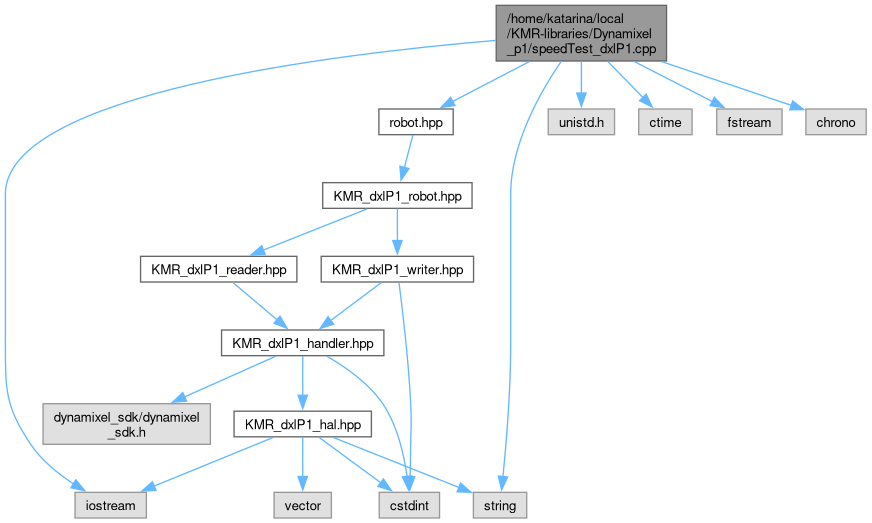 /home/katarina/local
/KMR-libraries/Dynamixel
_p1/speedTest_dxlP1.cpp
robot.hpp
unistd.h
ctime
fstream
chrono
KMR_dxlP1_robot.hpp
KMR_dxlP1_reader.hpp
KMR_dxlP1_writer.hpp
KMR_dxlP1_handler.hpp
dynamixel_sdk/dynamixel
_sdk.h
KMR_dxlP1_hal.hpp
iostream
vector
cstdint
string